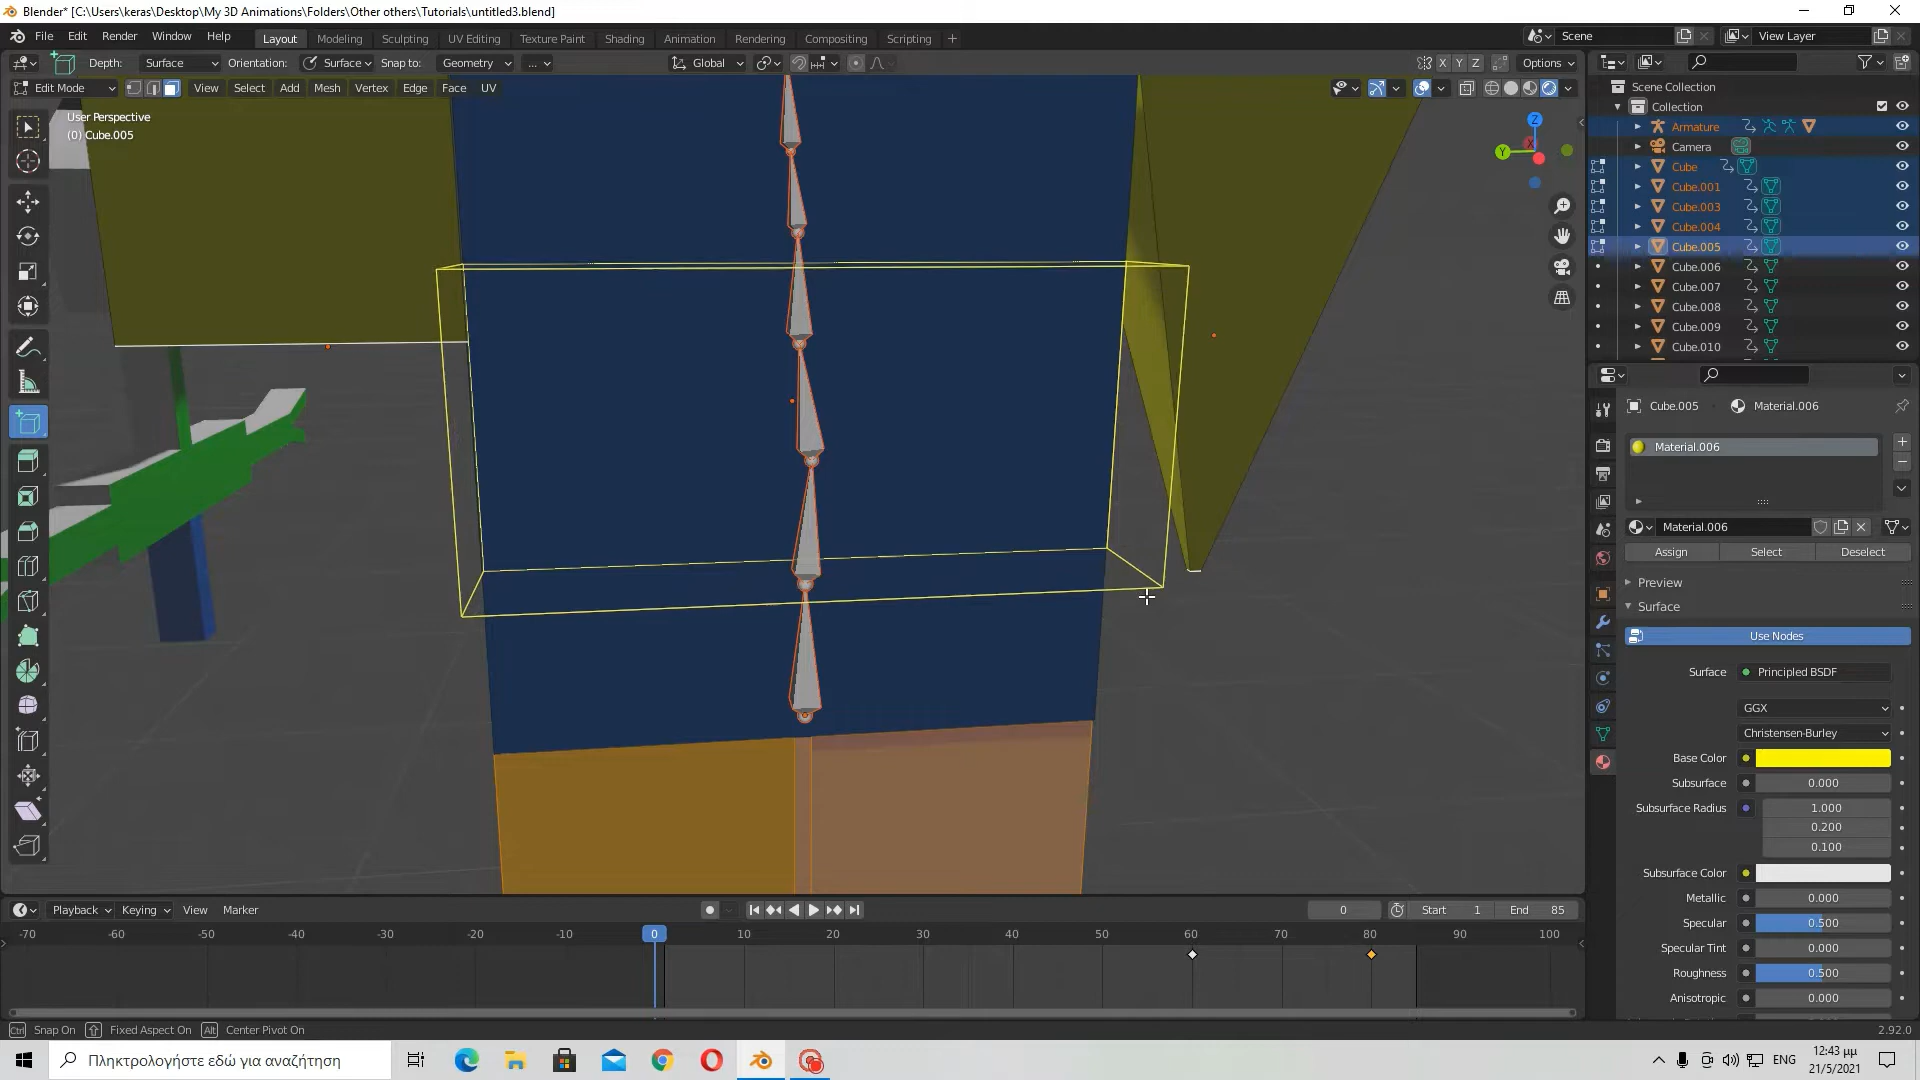 Blender* [C:\Users\keras\Desktop\My 3D Animations\Folders\Other others\Tutorials\untitled3.blend]
File Edit Render Window Help Layout Modeling Sculpting UV Editing Texture Paint Shading Animation Rendering Compositing Scripting + Scene View Layer
Depth: Surface Orientation: Surface Snap to: Geometry ... Global X Y Z Options
Edit Mode View Select Add Mesh Vertex Edge Face UV
User Perspective
(0) Cube.005
Z
Y
X
Scene Collection
Collection
Armature
Camera
Cube
Cube.001
Cube.003
Cube.004
Cube.005
Cube.006
Cube.007
Cube.008
Cube.009
Cube.010
Cube.005 Material.006
Material.006
Material.006
Assign Select Deselect
Preview
Surface
Use Nodes
Surface Principled BSDF
GGX
Christensen-Burley
Base Color
Subsurface 0.000
Subsurface Radius 1.000
0.200
0.100
Subsurface Color
Metallic 0.000
Specular 0.500
Specular Tint 0.000
Roughness 0.500
Anisotropic 0.000
Playback Keying View Marker 0 Start 1 End 85
-70 -60 -50 -40 -30 -20 -10 0 10 20 30 40 50 60 70 80 90 100
Ctrl Snap On Fixed Aspect On Alt Center Pivot On 2.92.0
Πληκτρολογήστε εδώ για αναζήτηση
ENG
12:43 μμ
21/5/2021